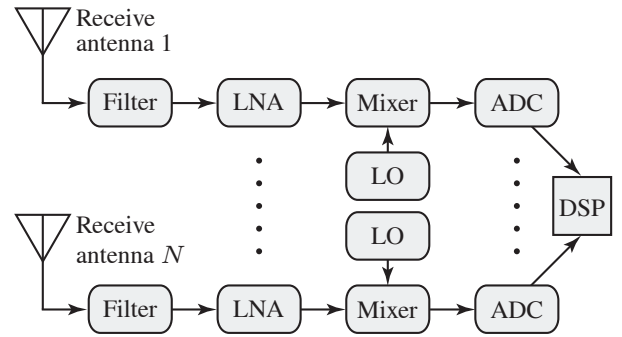 Receive
antenna 1
Filter
LNA
Mixer
ADC
LO
DSP
LO
Receive
antenna N
Filter
LNA
Mixer
ADC